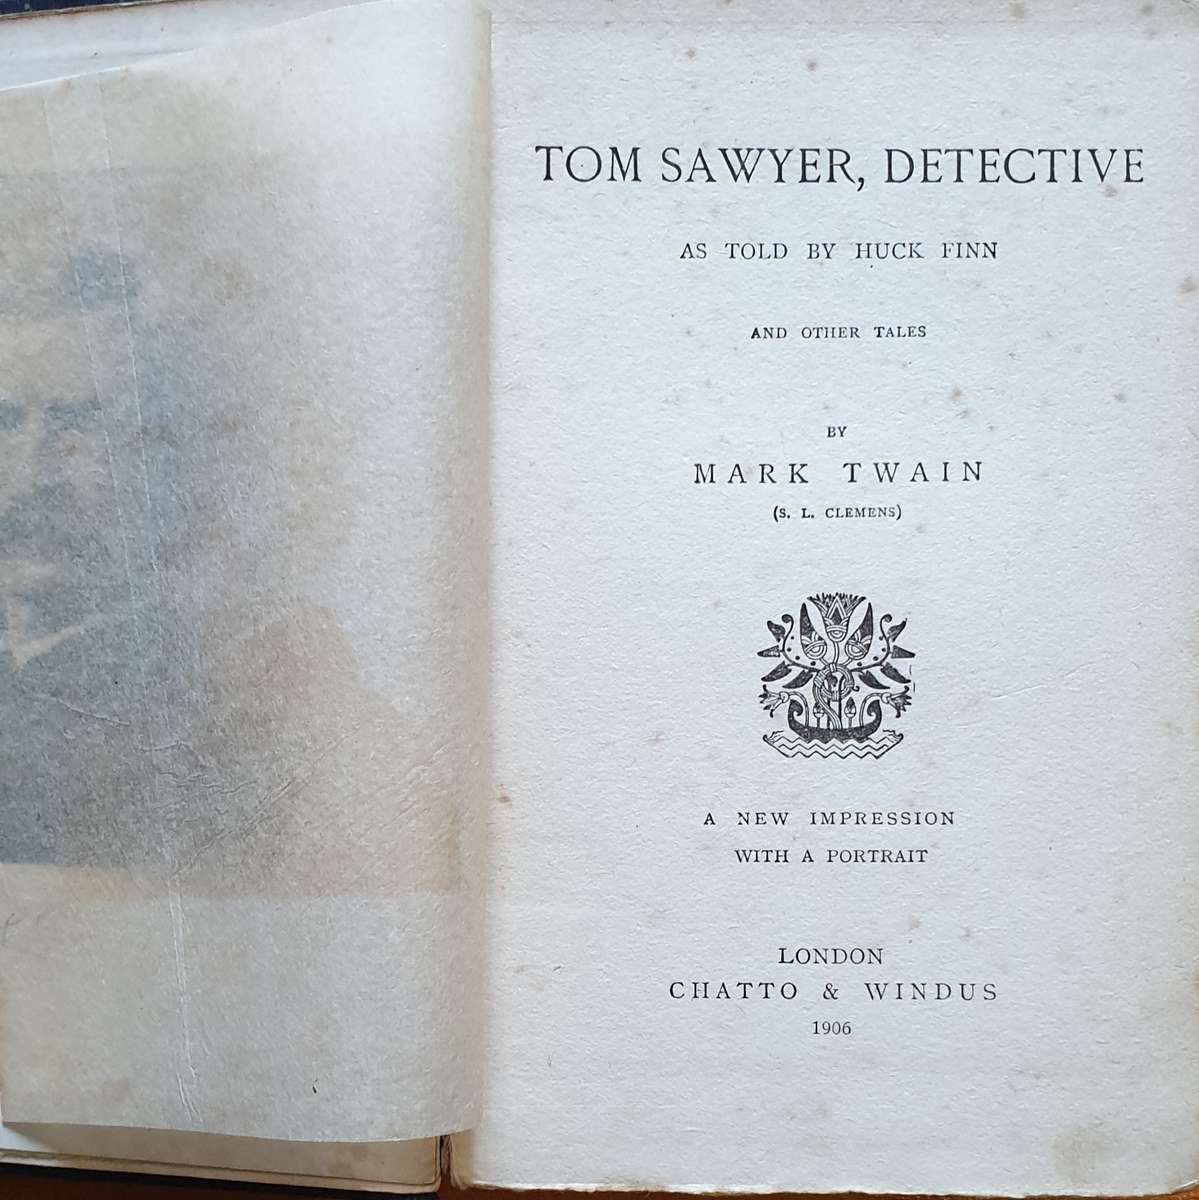 TOM SAWYER, DETECTIVE
AS TOLD BY HUCK FINN
AND OTHER TALES
BY
MARK TWAIN
(S. L. CLEMENS)
A NEW IMPRESSION
WITH A PORTRAIT
LONDON
CHATTO & WINDUS
1906